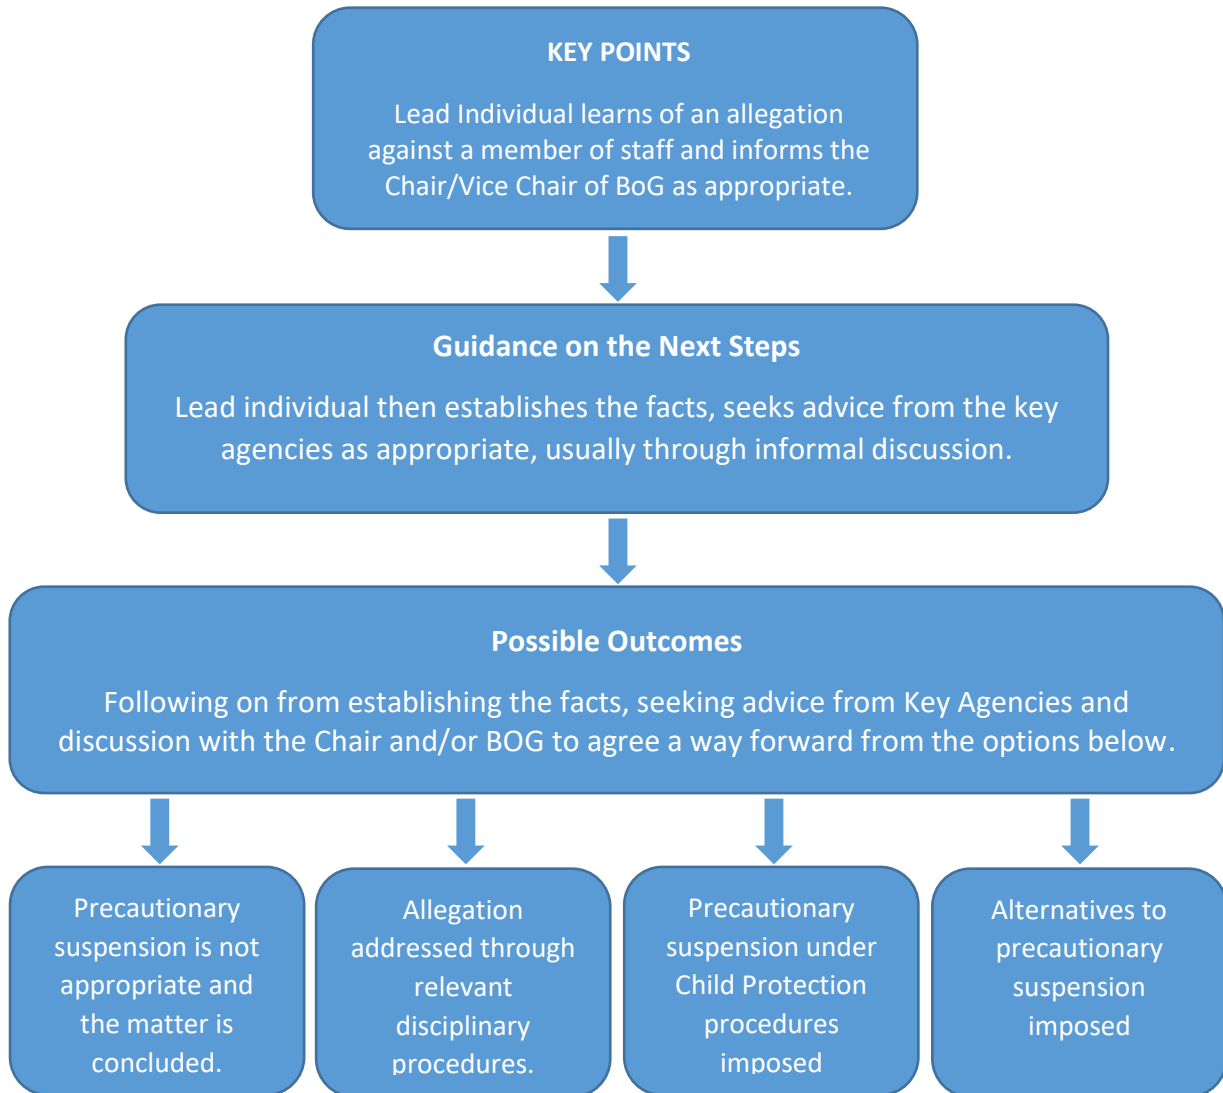 KEY POINTS
Lead Individual learns of an allegation
against a member of staff and informs the
Chair/Vice Chair of BoG as appropriate.
Guidance on the Next Steps
Lead individual then establishes the facts, seeks advice from the key
agencies as appropriate, usually through informal discussion.
Possible Outcomes
Following on from establishing the facts, seeking advice from Key Agencies and
discussion with the Chair and/or BOG to agree a way forward from the options below.
Precautionary
suspension is not
appropriate and
the matter is
concluded.
Allegation
addressed through
relevant
disciplinary
procedures.
Precautionary
suspension under
Child Protection
procedures
imposed
Alternatives to
precautionary
suspension
imposed